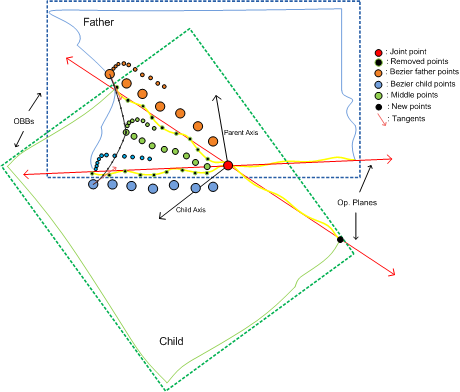 Father
: Joint point
: Removed points
: Bezier father points
: Bezier child points
: Middle points
: New points
: Tangents
OBBs
Parent Axis
Child Axis
Op. Planes
Child